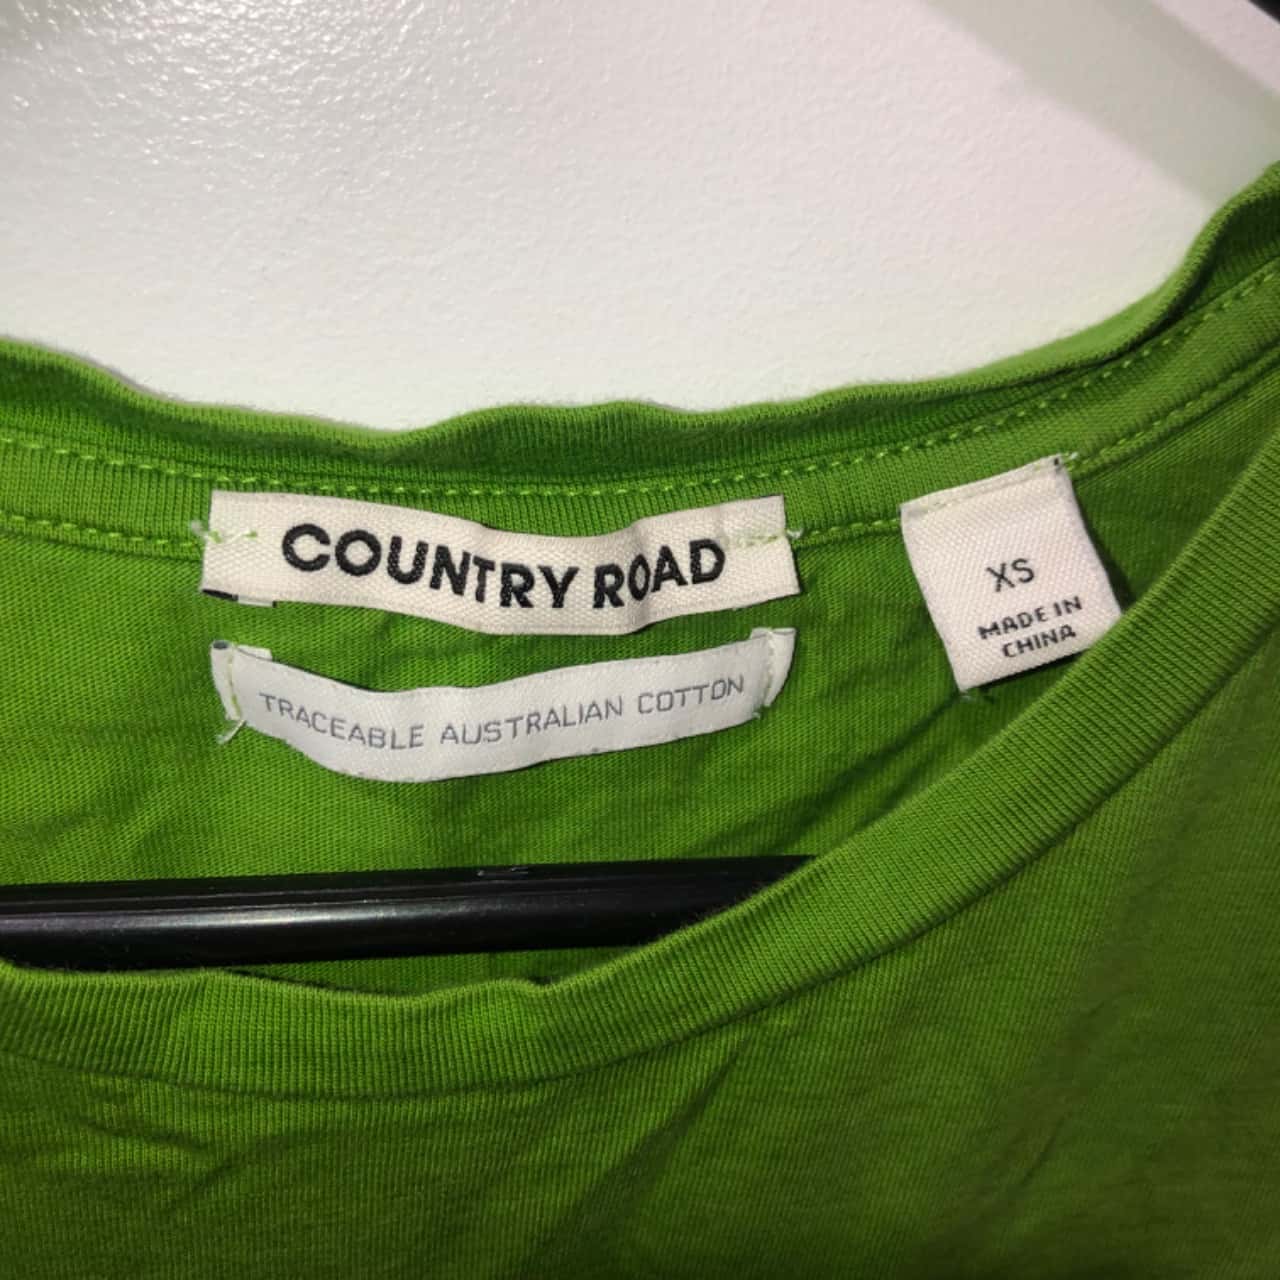 COUNTRY ROAD
TRACEABLE AUSTRALIAN COTTON
XS
MADE IN
CHINA